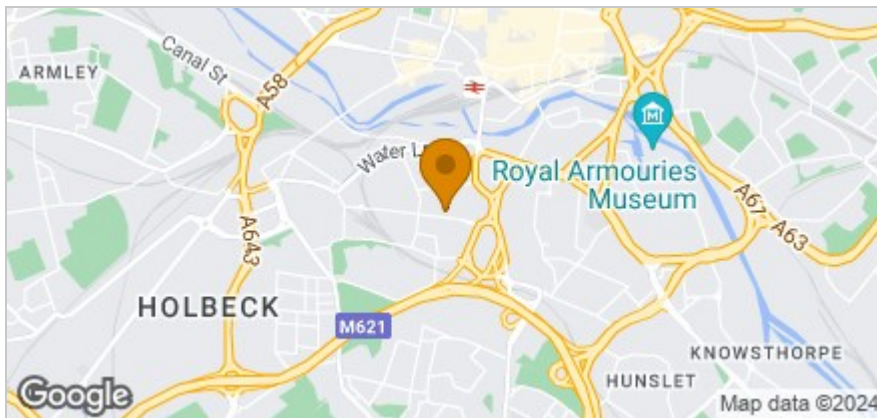 Canal St
ARMLEY
A58
Water L
Royal Armouries
Museum
A67-A63
A643
HOLBECK
M621
KNOWSTHORPE
HUNSLET
Google
Map data ©2024